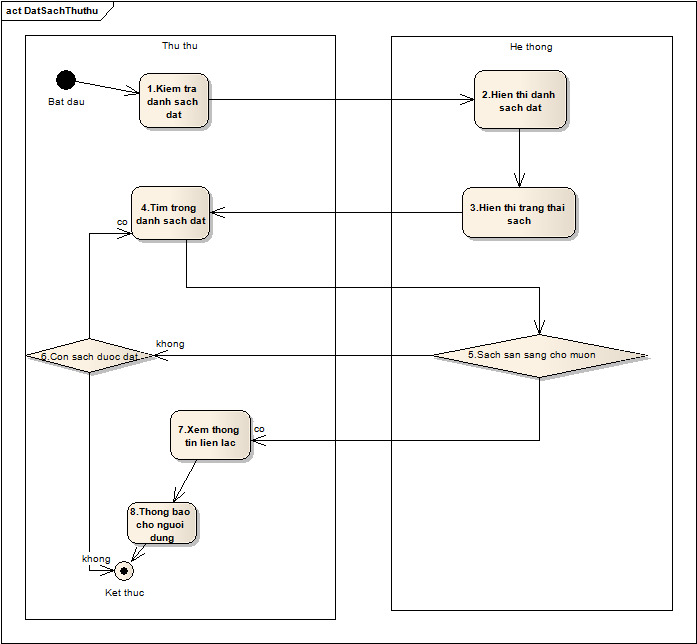 act DatSachThuthu
Thu thu
He thong
Bat dau
1.Kiem tra
danh sach
dat
2.Hien thi danh
sach dat
3.Hien thi trang thai
sach
4.Tim trong
danh sach dat
co
khong
5.Sach san sang cho muon
6.Con sach duoc dat
7.Xem thong
tin lien lac
co
8.Thong bao
cho nguoi
dung
khong
Ket thuc